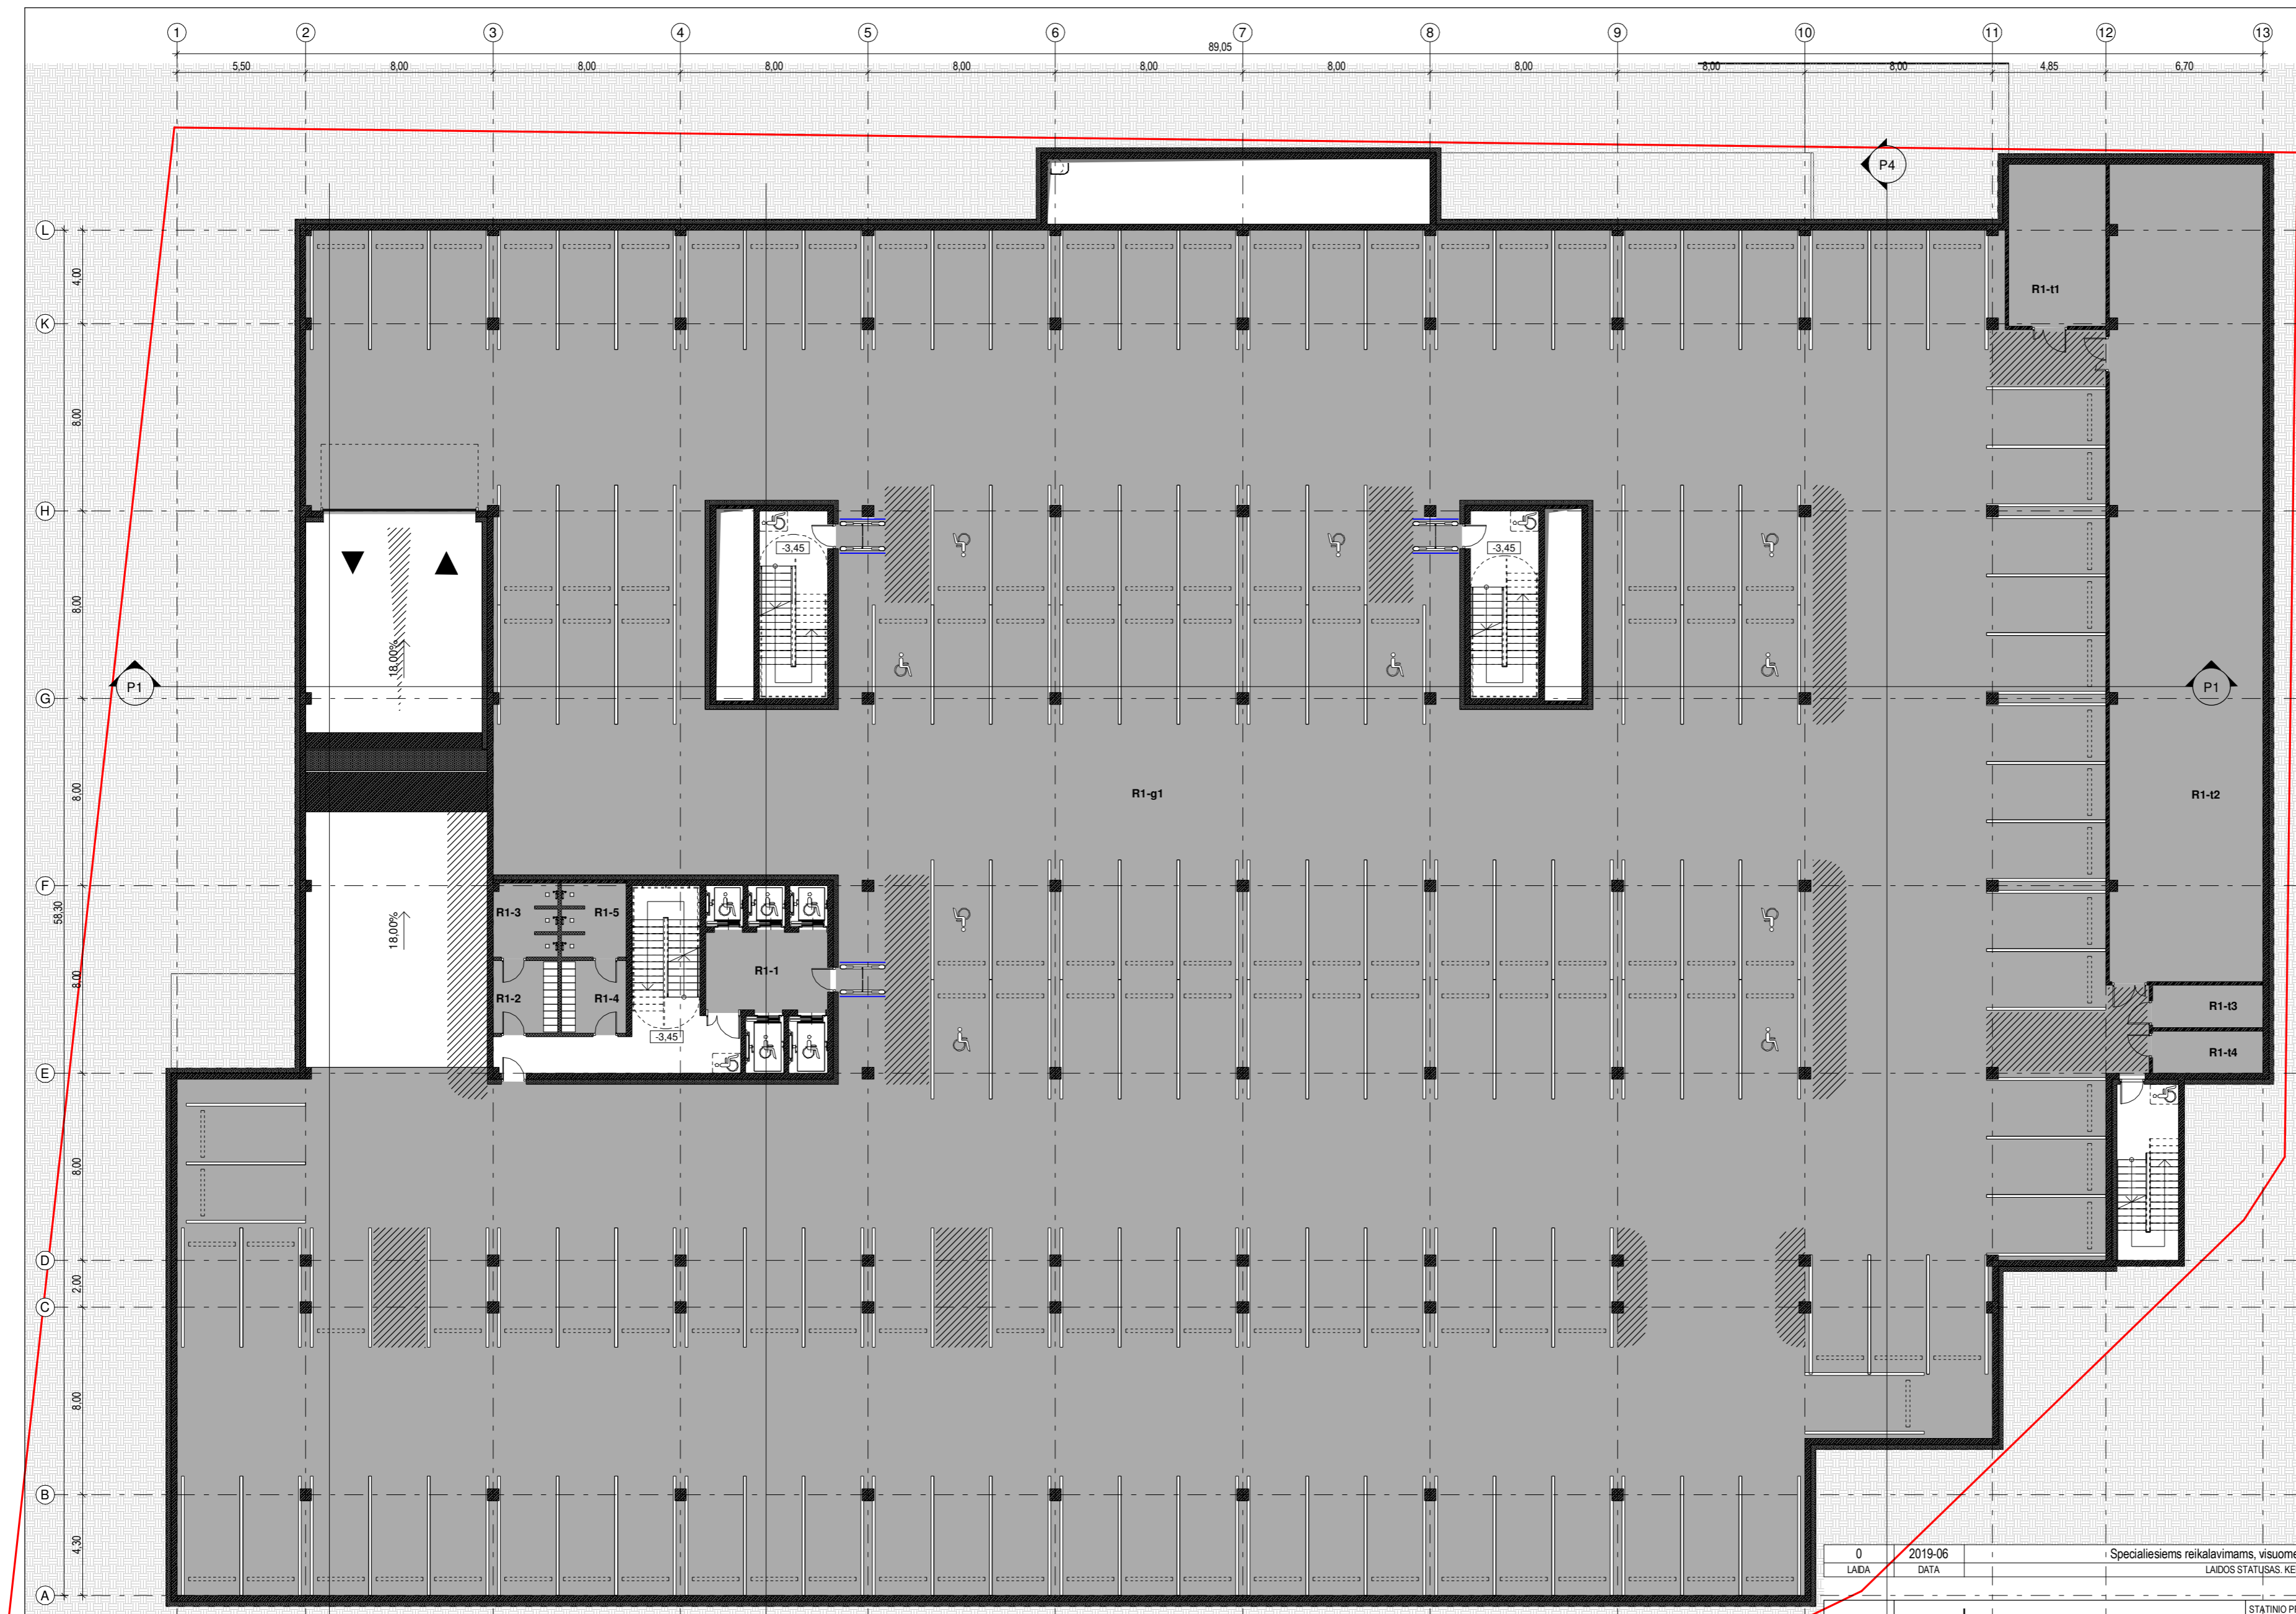 1 2 3 4 5 6 7 8 9 10 11 12 13
89,05
5,50 8,00 8,00 8,00 8,00 8,00 8,00 8,00 8,00 8,00 4,85 6,70
P4
L
4,00
R1-t1
K
8,00
H
-3,45 -3,45
8,00
18,00%
P1 P1
G
8,00
R1-g1 R1-t2
F
58,30
R1-3 R1-5
18,00%
R1-1
8,00
R1-2 R1-4
R1-t3
-3,45
R1-t4
E
8,00
D
2,00
C
8,00
B
4,30
0 2019-06 Specialiesiems reikalavimams, visuome
LAIDA DATA LAIDOS STATUSAS. KE
A
STATINIO P